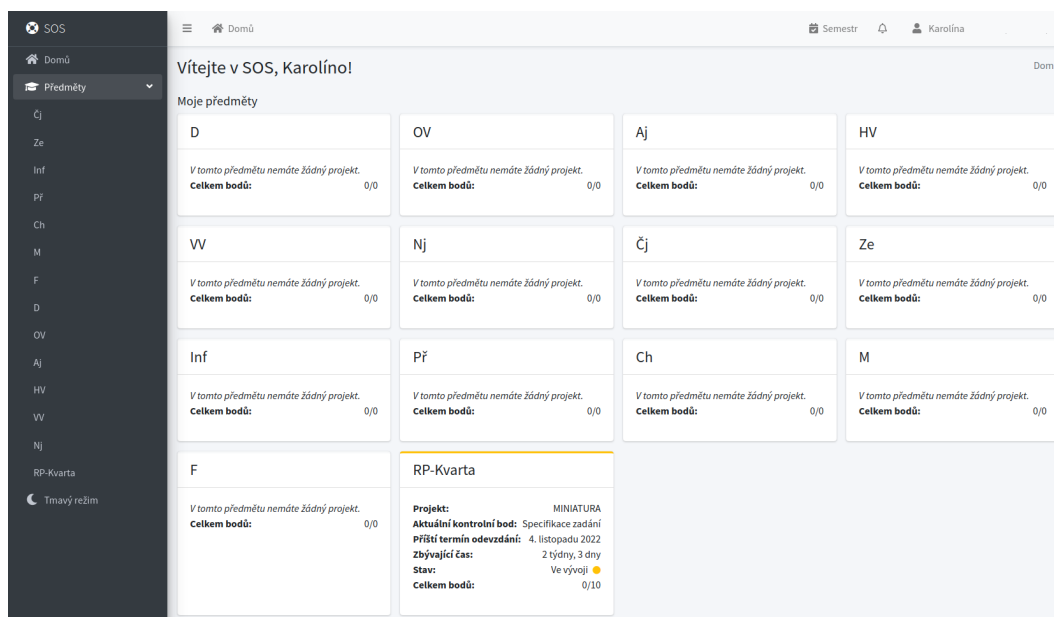 SOS
Domů
Předměty
Čj
Ze
Inf
Př
Ch
M
F
D
OV
Aj
HV
VV
Nj
RP-Kvarta
Tmavý režim
Domů
Semestr
Karolína
Vítejte v SOS, Karolíno!
Dom
Moje předměty
D
V tomto předmětu nemáte žádný projekt.
Celkem bodů: 0/0
OV
V tomto předmětu nemáte žádný projekt.
Celkem bodů: 0/0
Aj
V tomto předmětu nemáte žádný projekt.
Celkem bodů: 0/0
HV
V tomto předmětu nemáte žádný projekt.
Celkem bodů: 0/0
VV
V tomto předmětu nemáte žádný projekt.
Celkem bodů: 0/0
Nj
V tomto předmětu nemáte žádný projekt.
Celkem bodů: 0/0
Čj
V tomto předmětu nemáte žádný projekt.
Celkem bodů: 0/0
Ze
V tomto předmětu nemáte žádný projekt.
Celkem bodů: 0/0
Inf
V tomto předmětu nemáte žádný projekt.
Celkem bodů: 0/0
Př
V tomto předmětu nemáte žádný projekt.
Celkem bodů: 0/0
Ch
V tomto předmětu nemáte žádný projekt.
Celkem bodů: 0/0
M
V tomto předmětu nemáte žádný projekt.
Celkem bodů: 0/0
F
V tomto předmětu nemáte žádný projekt.
Celkem bodů: 0/0
RP-Kvarta
Projekt: MINIATURA
Aktuální kontrolní bod: Specifikace zadání
Příští termín odevzdání: 4. listopadu 2022
Zbývající čas: 2 týdny, 3 dny
Stav: Ve vývoji
Celkem bodů: 0/10